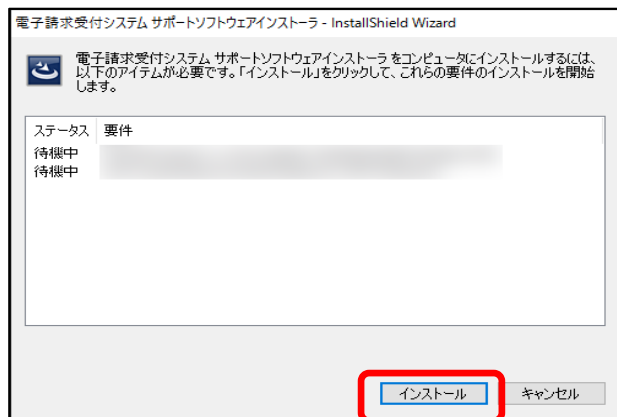 電子請求受付システム サポートソフトウェアインストーラ - InstallShield Wizard
電子請求受付システム サポートソフトウェアインストーラ をコンピュータにインストールするには、
以下のアイテムが必要です。「インストール」をクリックして、これらの要件のインストールを開始
します。
ステータス 要件
待機中
待機中
インストール キャンセル